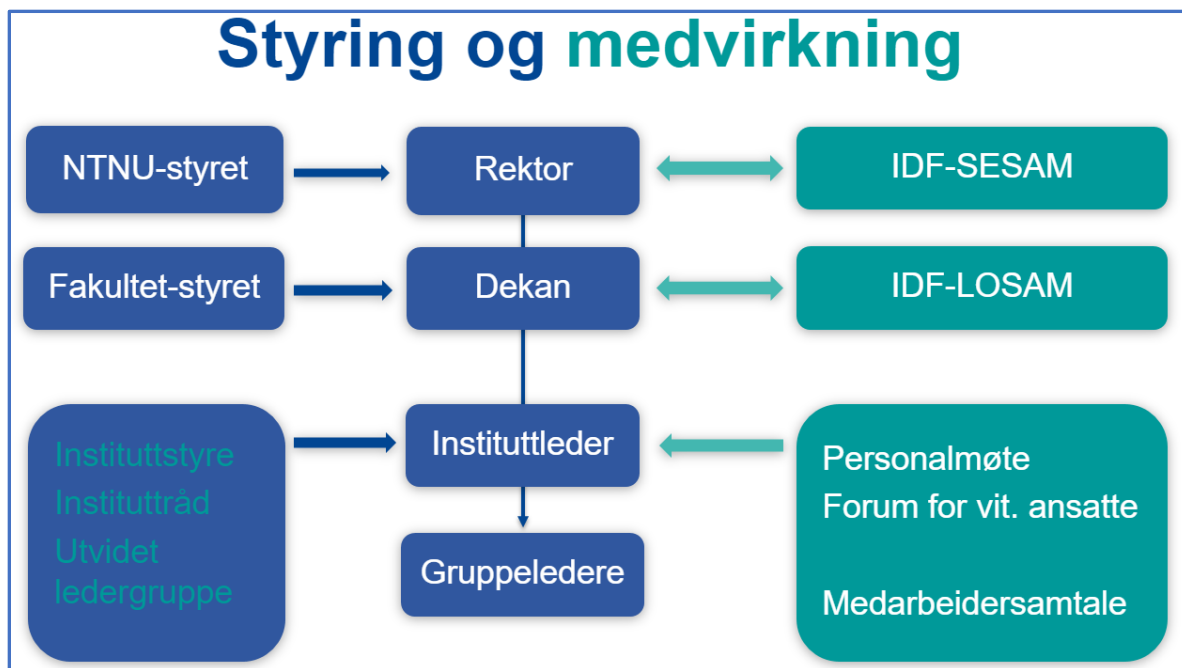 Styring og medvirkning
NTNU-styret
Rektor
IDF-SESAM
Fakultet-styret
Dekan
IDF-LOSAM
Instituttstyre
Instituttråd
Utvidet
ledergruppe
Instituttleder
Gruppeledere
Personalmøte
Forum for vit. ansatte
Medarbeidersamtale